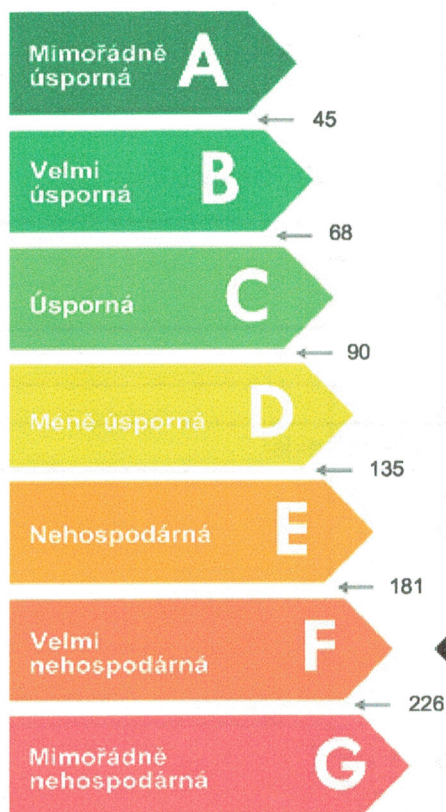 Mimořádně
úsporná
A
45
Velmi
úsporná
B
68
Úsporná
C
90
Méně úsporná
D
135
Nehospodárná
E
181
Velmi
nehospodárná
F
226
Mimořádně
nehospodárná
G